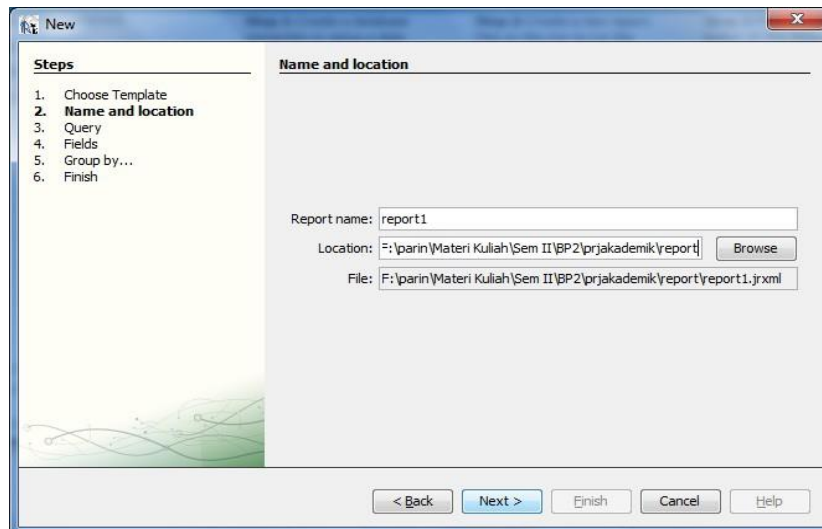 New
Steps
1. Choose Template
2. Name and location
3. Query
4. Fields
5. Group by...
6. Finish
Name and location
Report name: report1
Location: F:\parin\Materi Kuliah\Sem II\BP2\prjakademik\report Browse
File: F:\parin\Materi Kuliah\Sem II\BP2\prjakademik\report\report1.jrxml
< Back Next > Finish Cancel Help